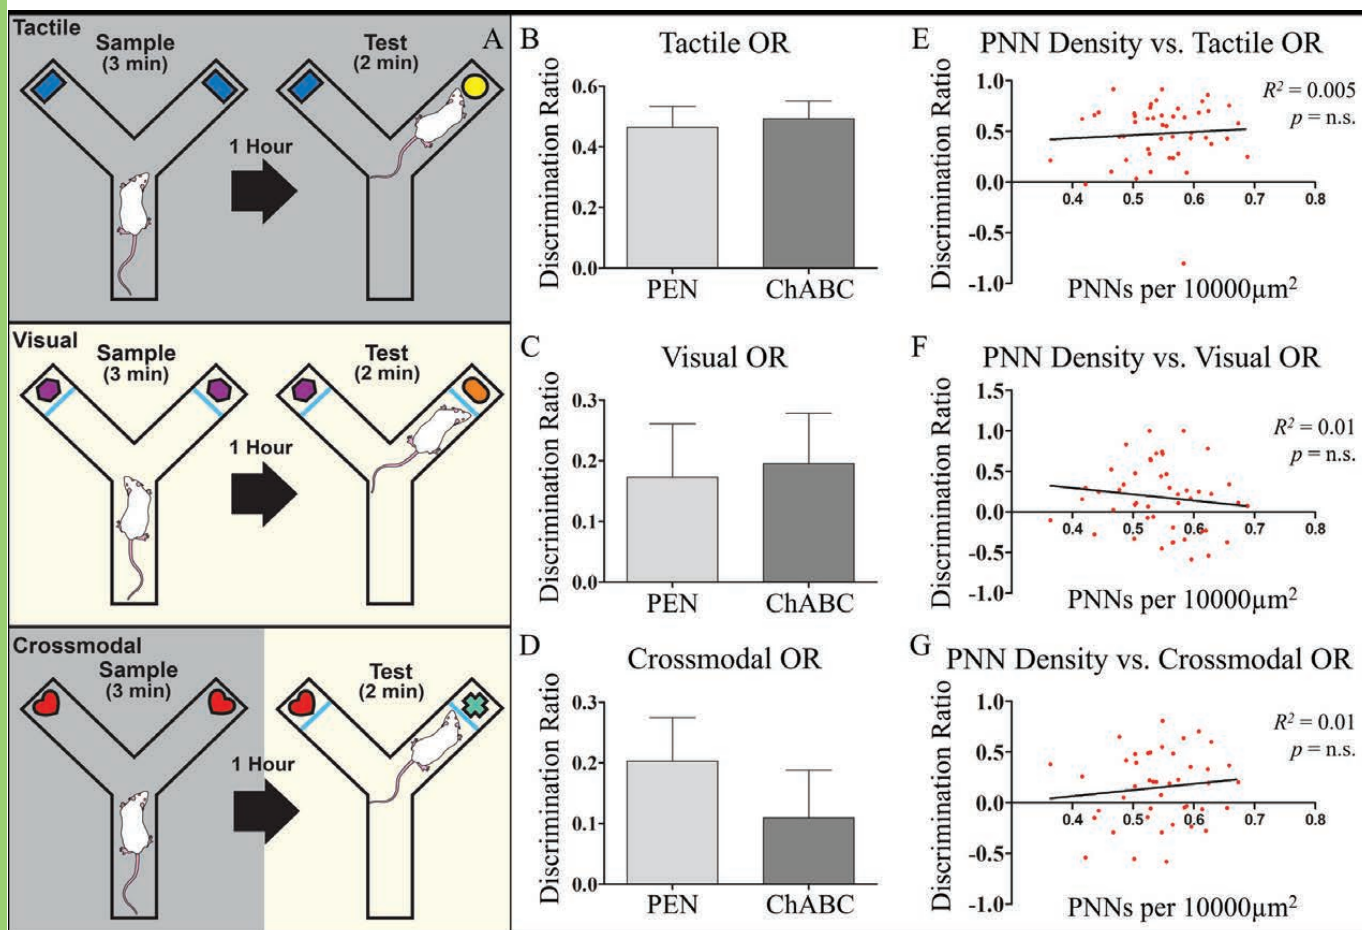 Tactile
A
Sample
(3 min)
Test
(2 min)
1 Hour
Visual
Sample
(3 min)
Test
(2 min)
1 Hour
Crossmodal
Sample
(3 min)
Test
(2 min)
1 Hour
B
Tactile OR
Discrimination Ratio
0.6
0.4
0.2
0.0
PEN
ChABC
C
Visual OR
Discrimination Ratio
0.3
0.2
0.1
0.0
PEN
ChABC
D
Crossmodal OR
Discrimination Ratio
0.3
0.2
0.1
0.0
PEN
ChABC
E
PNN Density vs. Tactile OR
Discrimination Ratio
1.0
0.5
0.0
-0.5
-1.0
0.4 0.5 0.6 0.7 0.8
R² = 0.005
p = n.s.
PNNs per 10000µm²
F
PNN Density vs. Visual OR
Discrimination Ratio
1.5
1.0
0.5
0.0
-0.5
-1.0
0.4 0.5 0.6 0.7 0.8
R² = 0.01
p = n.s.
PNNs per 10000µm²
G
PNN Density vs. Crossmodal OR
Discrimination Ratio
1.0
0.5
0.0
-0.5
-1.0
0.4 0.5 0.6 0.7 0.8
R² = 0.01
p = n.s.
PNNs per 10000µm²